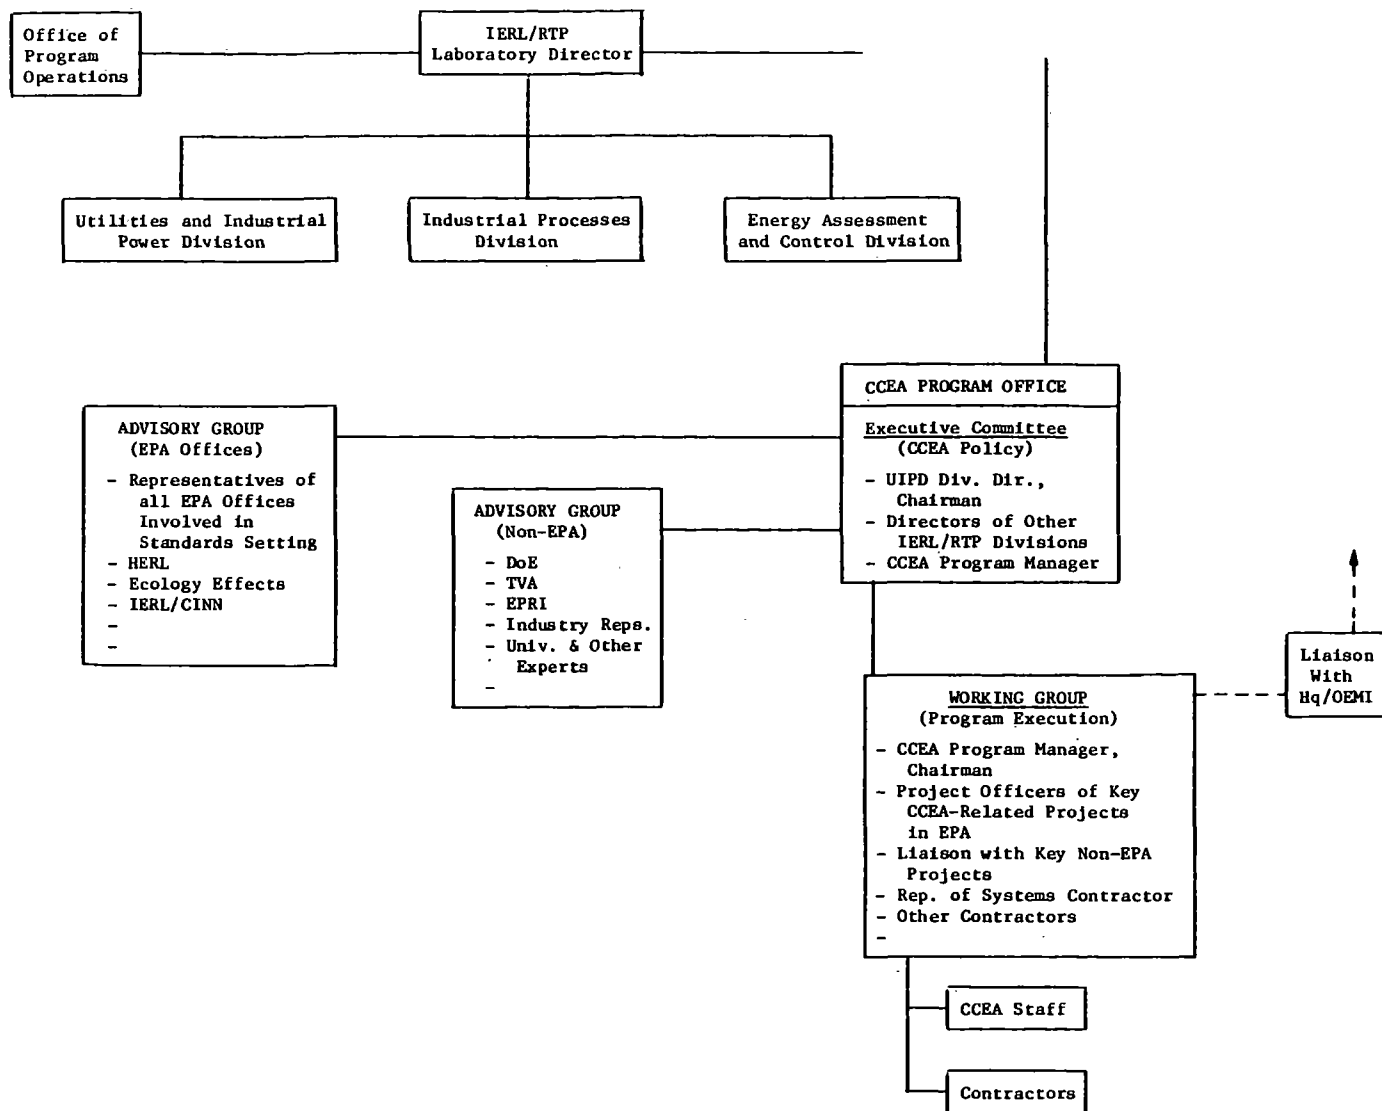 Office of
Program
Operations
IERL/RTP
Laboratory Director
Utilities and Industrial
Power Division
Industrial Processes
Division
Energy Assessment
and Control Division
CCEA PROGRAM OFFICE
Executive Committee
(CCEA Policy)
- UIPD Div. Dir.,
Chairman
- Directors of Other
IERL/RTP Divisions
- CCEA Program Manager
ADVISORY GROUP
(EPA Offices)
- Representatives of
all EPA Offices
Involved in
Standards Setting
- HERL
- Ecology Effects
- IERL/CINN
-
-
ADVISORY GROUP
(Non-EPA)
- DoE
- TVA
- EPRI
- Industry Reps.
- Univ. & Other
Experts
-
Liaison
With
Hq/OEMI
WORKING GROUP
(Program Execution)
- CCEA Program Manager,
Chairman
- Project Officers of Key
CCEA-Related Projects
in EPA
- Liaison with Key Non-EPA
Projects
- Rep. of Systems Contractor
- Other Contractors
-
CCEA Staff
Contractors